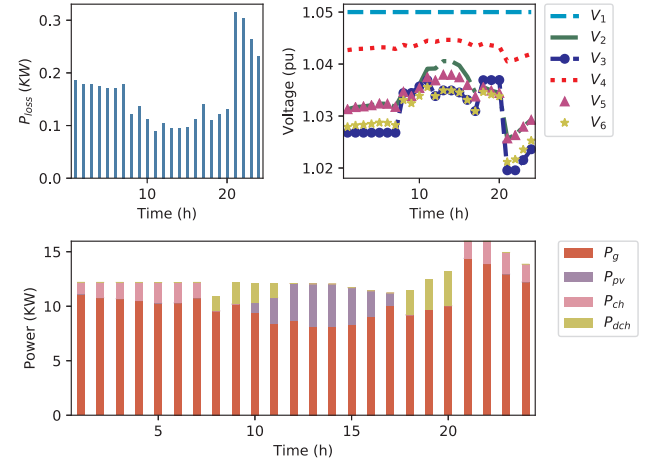 0.3
0.2
0.1
0.0
P_loss (KW)
10
20
Time (h)
1.05
1.04
1.03
1.02
Voltage (pu)
10
20
Time (h)
V_1
V_2
V_3
V_4
V_5
V_6
15
10
5
0
Power (KW)
5
10
15
20
Time (h)
P_g
P_pv
P_ch
P_dch